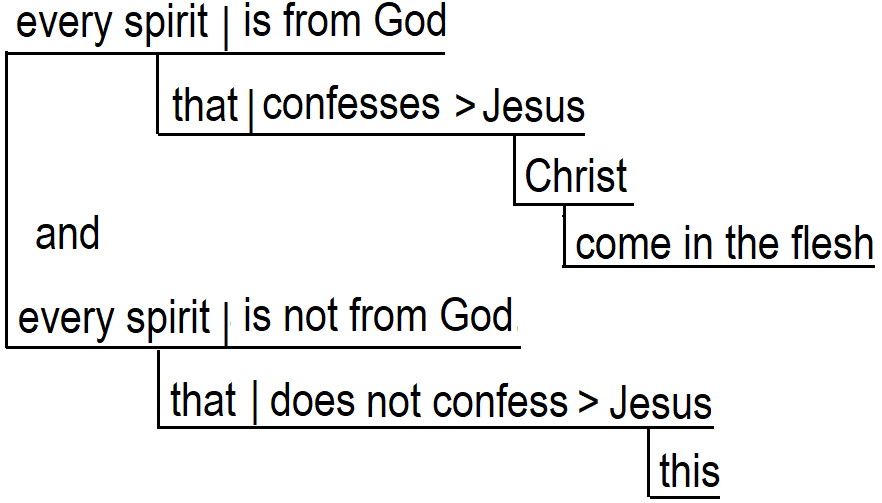 every spirit | is from God
that | confesses > Jesus
Christ
come in the flesh
and
every spirit | is not from God.
that | does not confess > Jesus
this